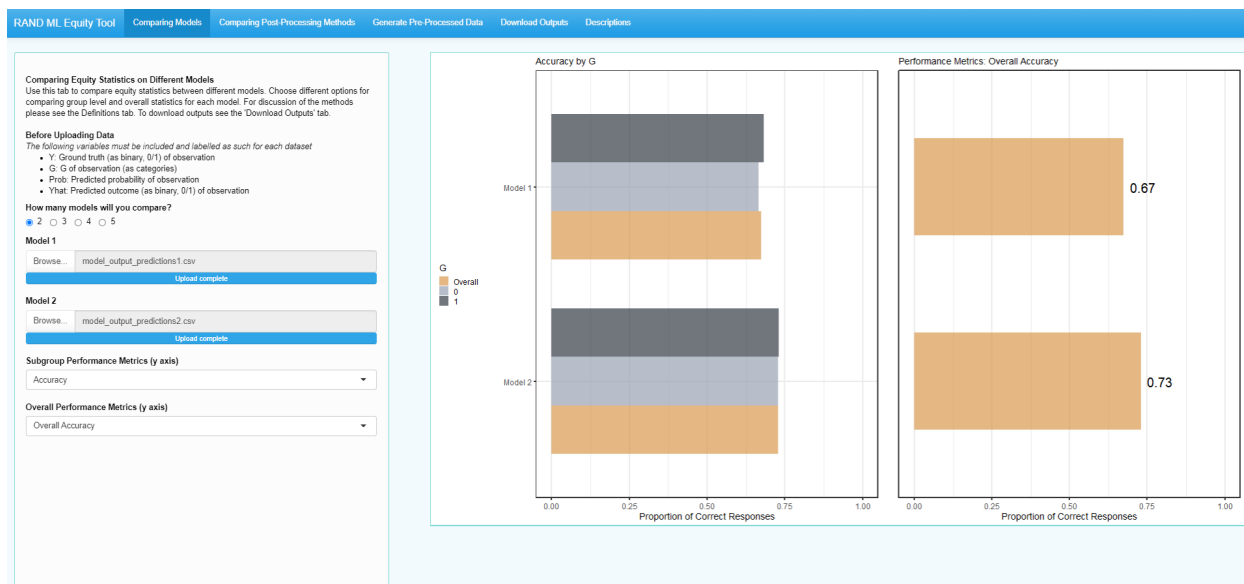 RAND ML Equity Tool
Comparing Models
Comparing Post-Processing Methods
Generate Pre-Processed Data
Download Outputs
Descriptions
Comparing Equity Statistics on Different Models
Use this tab to compare equity statistics between different models. Choose different options for
comparing group level and overall statistics for each model. For discussion of the methods
please see the Definitions tab. To download outputs see the 'Download Outputs' tab.
Before Uploading Data
The following variables must be included and labelled as such for each dataset
• Y: Ground truth (as binary, 0/1) of observation
• G: G of observation (as categories)
• Prob: Predicted probability of observation
• Yhat: Predicted outcome (as binary, 0/1) of observation
How many models will you compare?
2 3 4 5
Model 1
Browse... model_output_predictions1.csv
Upload complete
Model 2
Browse... model_output_predictions2.csv
Upload complete
Subgroup Performance Metrics (y axis)
Accuracy
Overall Performance Metrics (y axis)
Overall Accuracy
G
Overall
0
1
Accuracy by G
Model 1
Model 2
0.00 0.25 0.50 0.75 1.00
Proportion of Correct Responses
Performance Metrics: Overall Accuracy
0.67
0.73
0.00 0.25 0.50 0.75 1.00
Proportion of Correct Responses